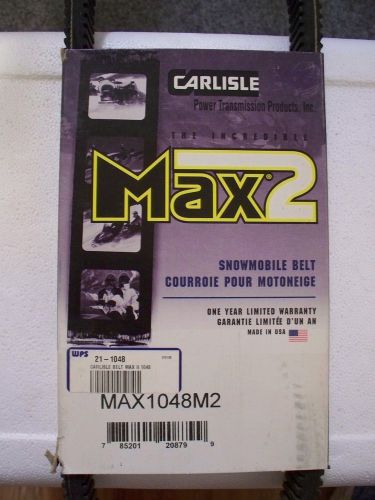 CARLISLE
Power Transmission Products, Inc.
THE INCREDIBLE
Max®2
SNOWMOBILE BELT
COURROIE POUR MOTONEIGE
ONE YEAR LIMITED WARRANTY
GARANTIE LIMITÉE D'UN AN
MADE IN USA
WPS
21-1048
CARLISLE BELT MAX II 1048
MAX1048M2
7 85201 20879 9